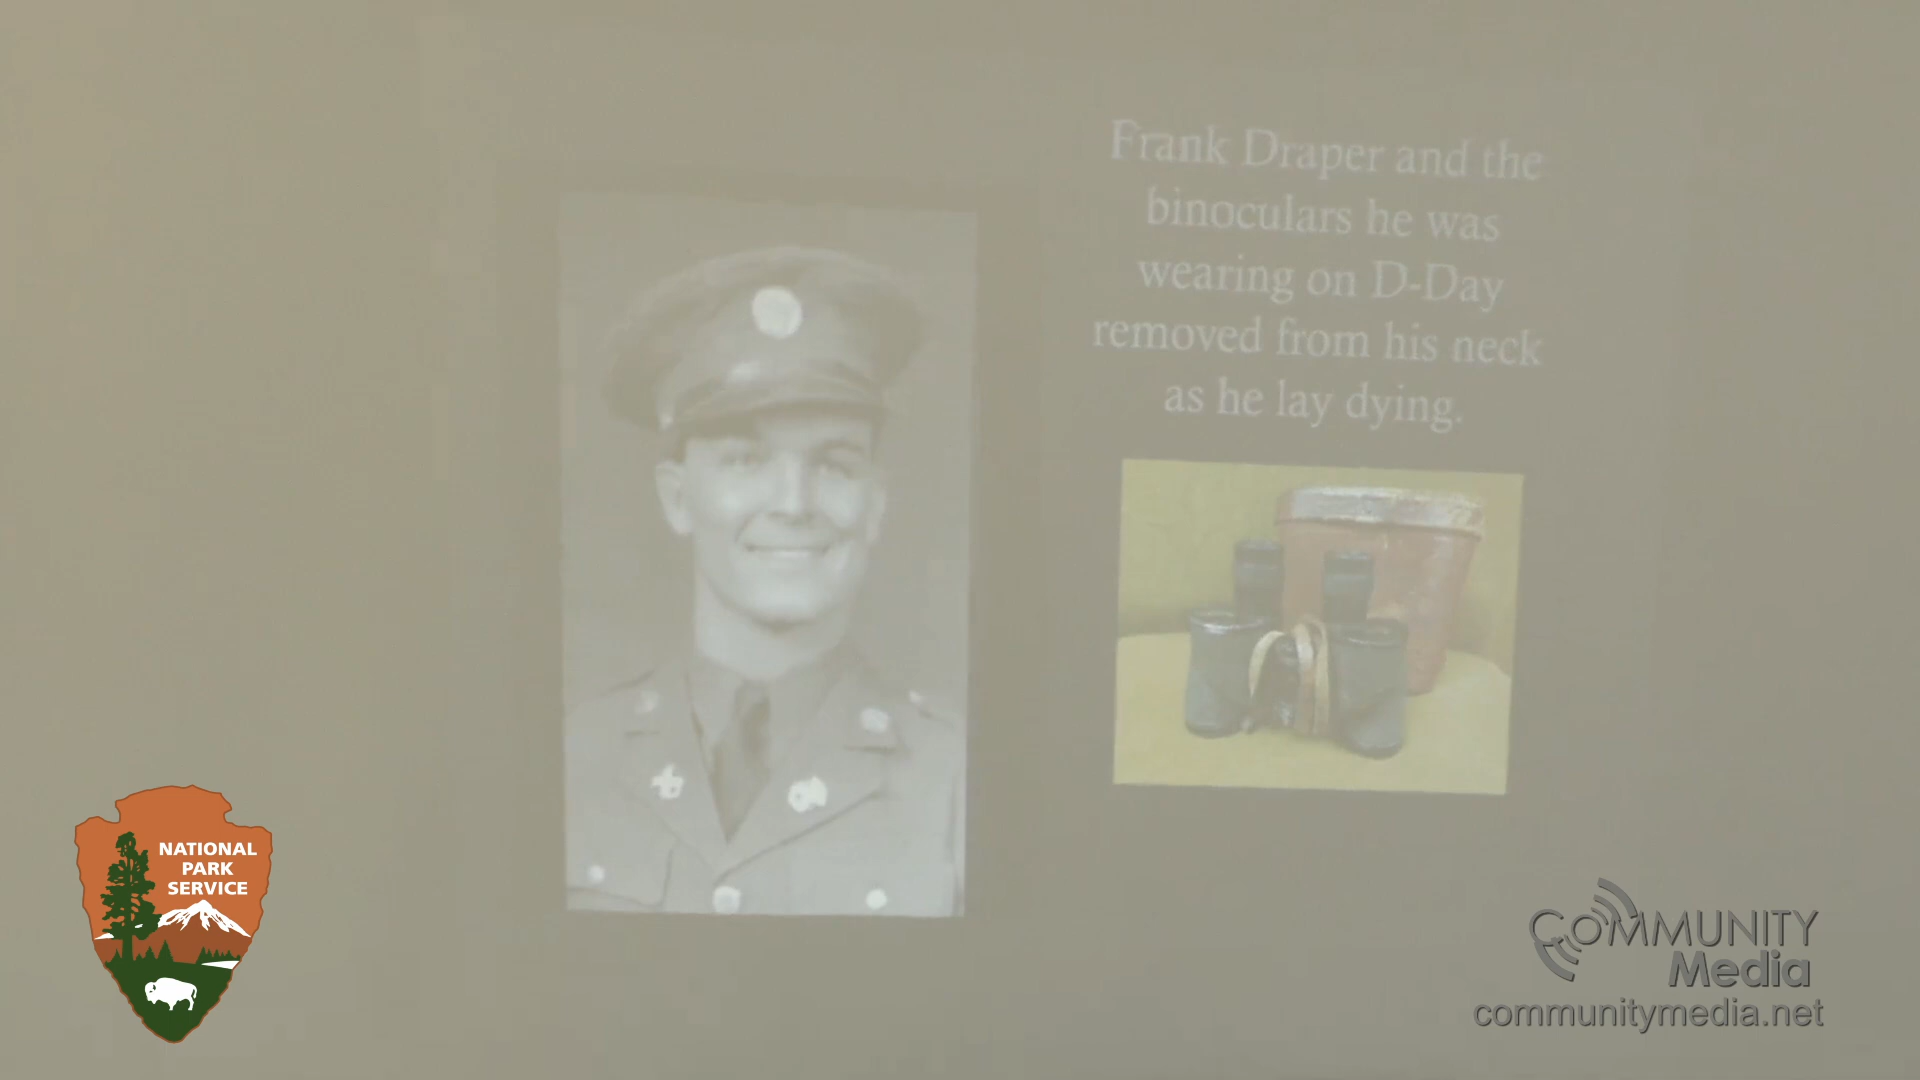 Frank Draper and the
binoculars he was
wearing on D-Day
removed from his neck
as he lay dying.
NATIONAL
PARK
SERVICE
COMMUNITY
Media
communitymedia.net